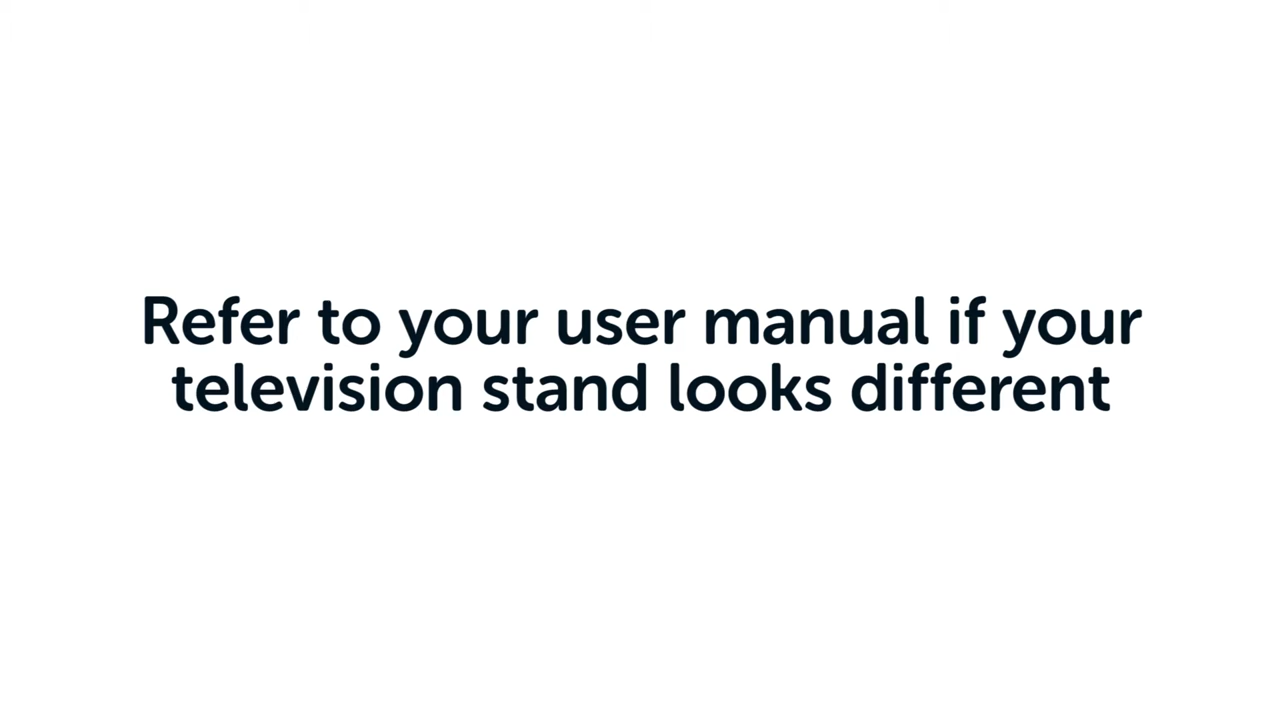 Refer to your user manual if your
television stand looks different